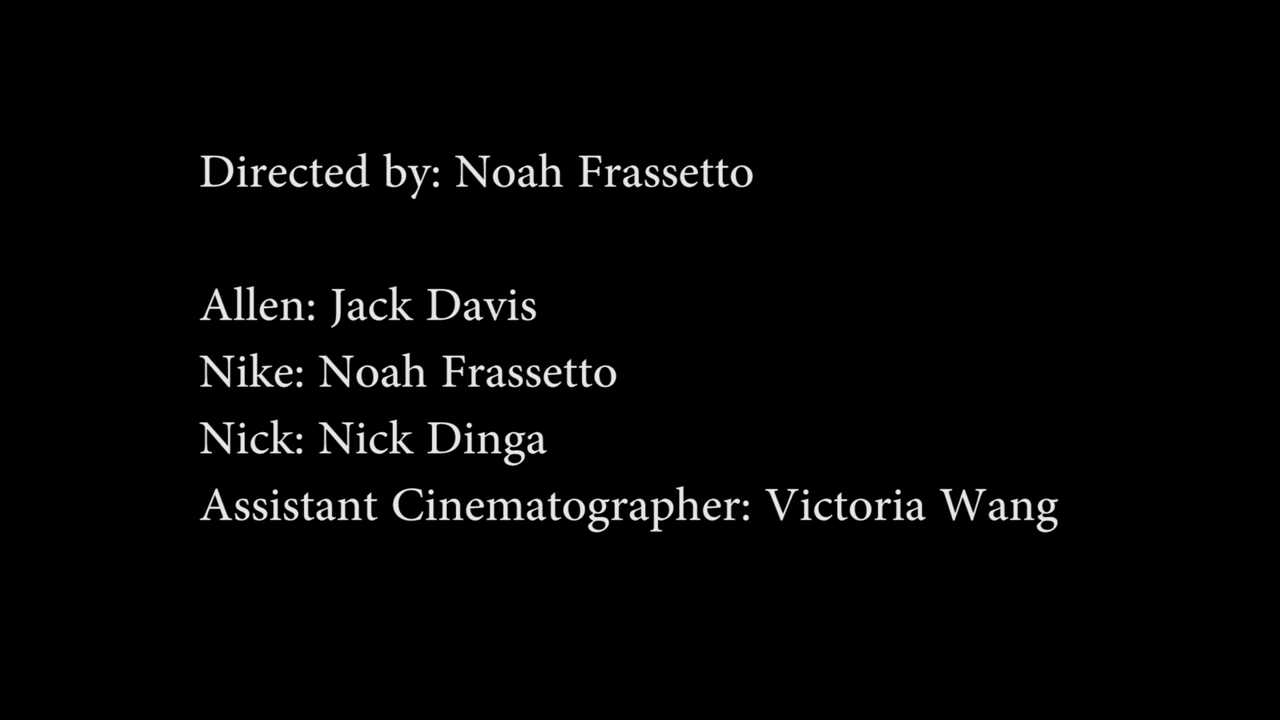 Directed by: Noah Frassetto
Allen: Jack Davis
Nike: Noah Frassetto
Nick: Nick Dinga
Assistant Cinematographer: Victoria Wang